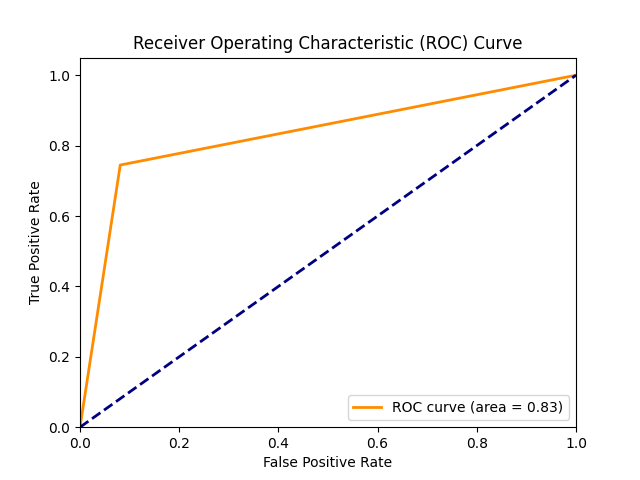 Receiver Operating Characteristic (ROC) Curve
True Positive Rate
1.0
0.8
0.6
0.4
0.2
0.0
ROC curve (area = 0.83)
0.0 0.2 0.4 0.6 0.8 1.0
False Positive Rate